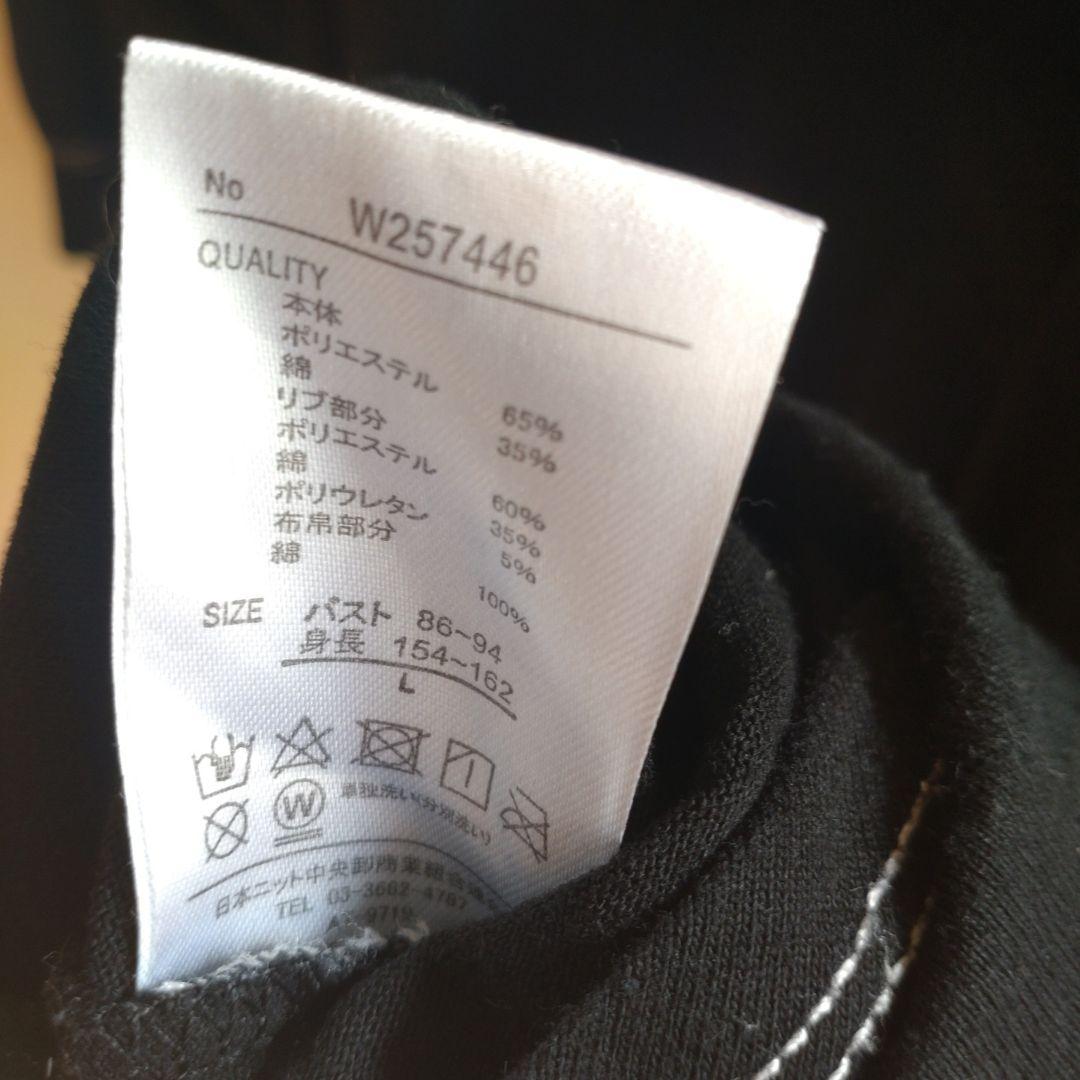 No W257446
QUALITY
本体
ポリエステル 65%
綿 35%
リブ部分
ポリエステル 60%
綿 35%
ポリウレタン 5%
布帛部分
綿 100%
SIZE バスト 86~94
身長 154~162
L
W 単独洗い(分別洗い)
日本ニット中央卸商業組合連
TEL 03-3662-4787